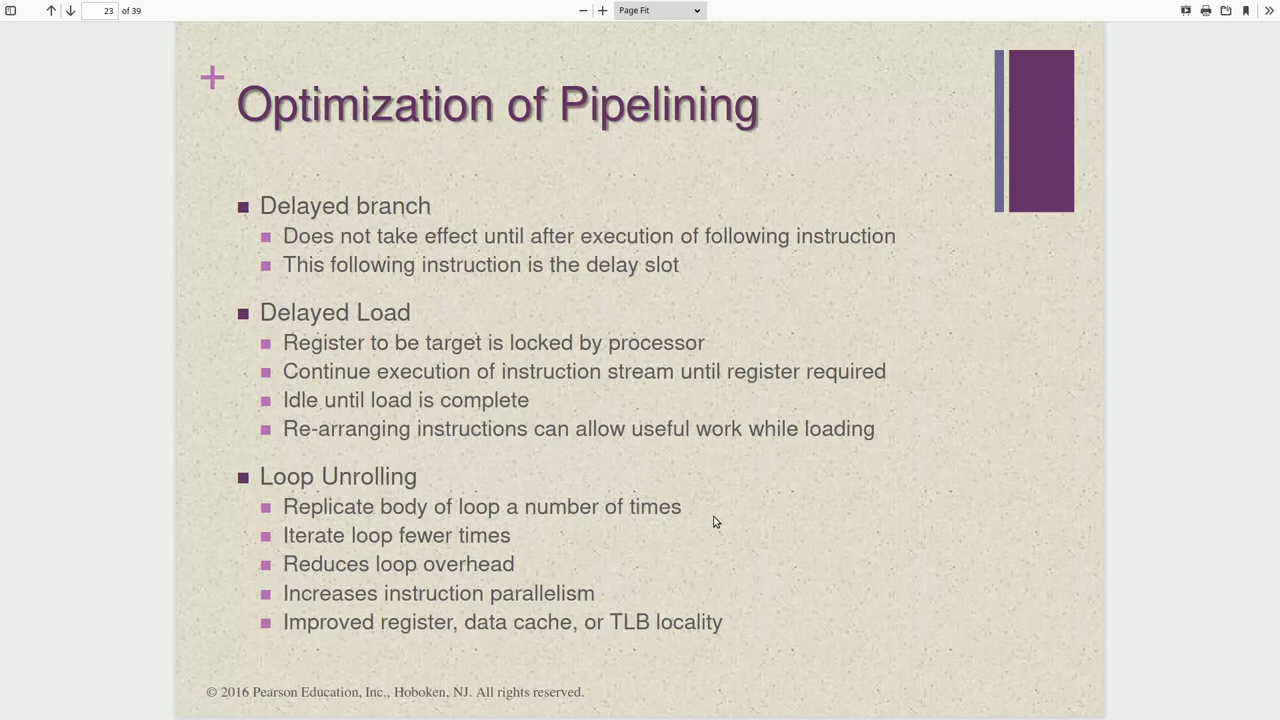 23 of 39 Page Fit
+
Optimization of Pipelining
Delayed branch
Does not take effect until after execution of following instruction
This following instruction is the delay slot
Delayed Load
Register to be target is locked by processor
Continue execution of instruction stream until register required
Idle until load is complete
Re-arranging instructions can allow useful work while loading
Loop Unrolling
Replicate body of loop a number of times
Iterate loop fewer times
Reduces loop overhead
Increases instruction parallelism
Improved register, data cache, or TLB locality
© 2016 Pearson Education, Inc., Hoboken, NJ. All rights reserved.